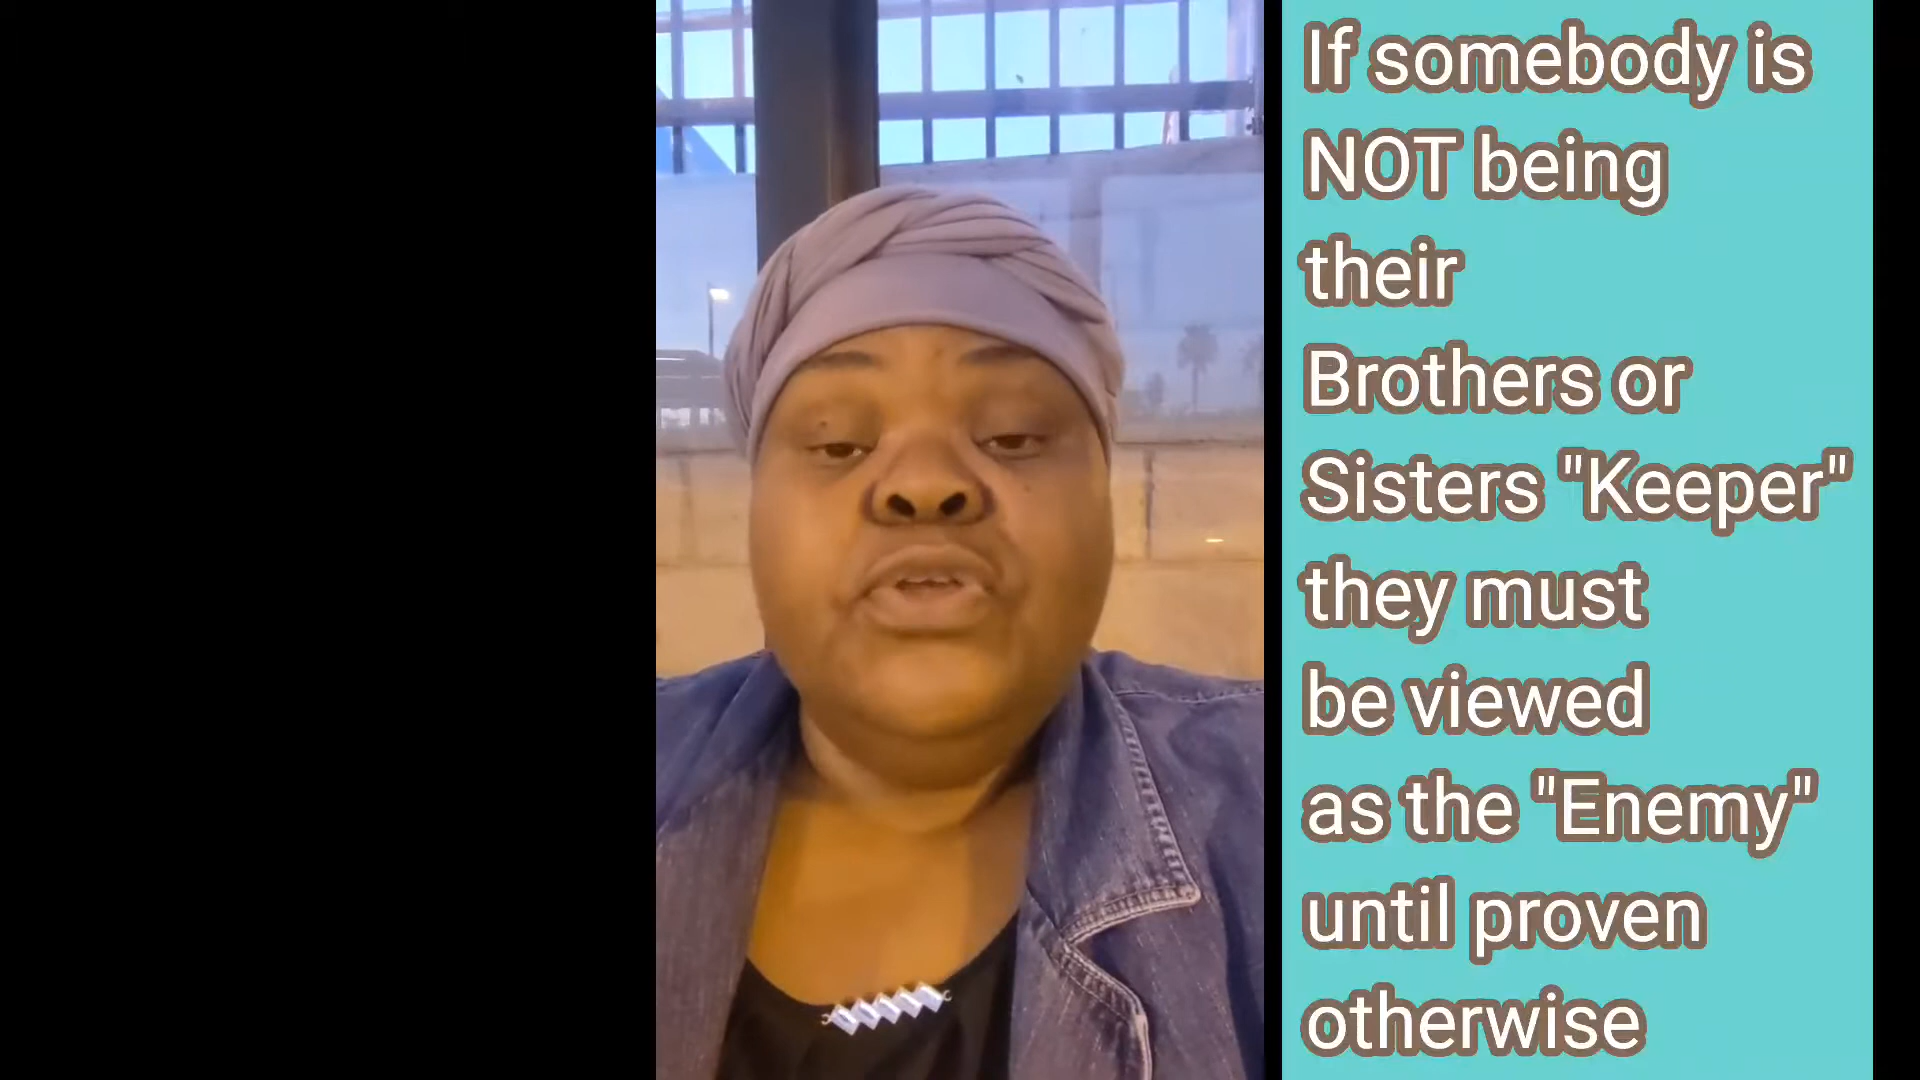 If somebody is
NOT being
their
Brothers or
Sisters "Keeper"
they must
be viewed
as the "Enemy"
until proven
otherwise